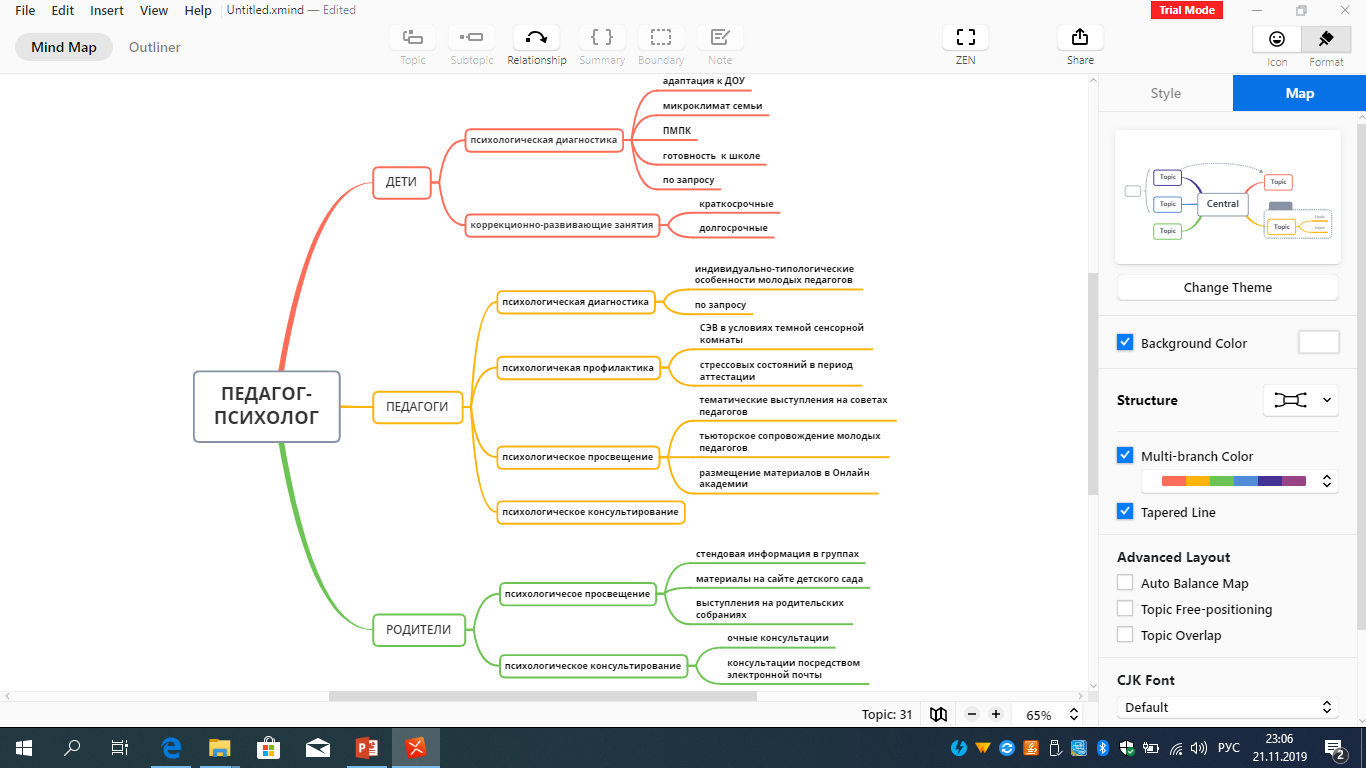 File Edit Insert View Help Untitled.xmind — Edited
Trial Mode
Mind Map Outliner
Topic Subtopic Relationship Summary Boundary Note
ZEN
Share
Icon Format
адаптация к ДОУ
микроклимат семьи
ПМПК
готовность к школе
по запросу
психологическая диагностика
ДЕТИ
краткосрочные
долгосрочные
коррекционно-развивающие занятия
индивидуально-типологические
особенности молодых педагогов
по запросу
психологическая диагностика
СЭВ в условиях темной сенсорной
комнаты
стрессовых состояний в период
аттестации
психологичекая профилактика
ПЕДАГОГ-
ПСИХОЛОГ
ПЕДАГОГИ
тематические выступления на советах
педагогов
тьюторское сопровождение молодых
педагогов
размещение материалов в Онлайн
академии
психологическое просвещение
психологическое консультирование
стендовая информация в группах
материалы на сайте детского сада
выступления на родительских
собраниях
психологичесое просвещение
РОДИТЕЛИ
очные консультации
консультации посредством
электронной почты
психологическое консультирование
Style Map
Topic
Topic
Topic
Central
Topic
Topic
Change Theme
Background Color
Structure
Multi-branch Color
Tapered Line
Advanced Layout
Auto Balance Map
Topic Free-positioning
Topic Overlap
CJK Font
Default
Topic: 31
65%
РУС
23:06
21.11.2019
2